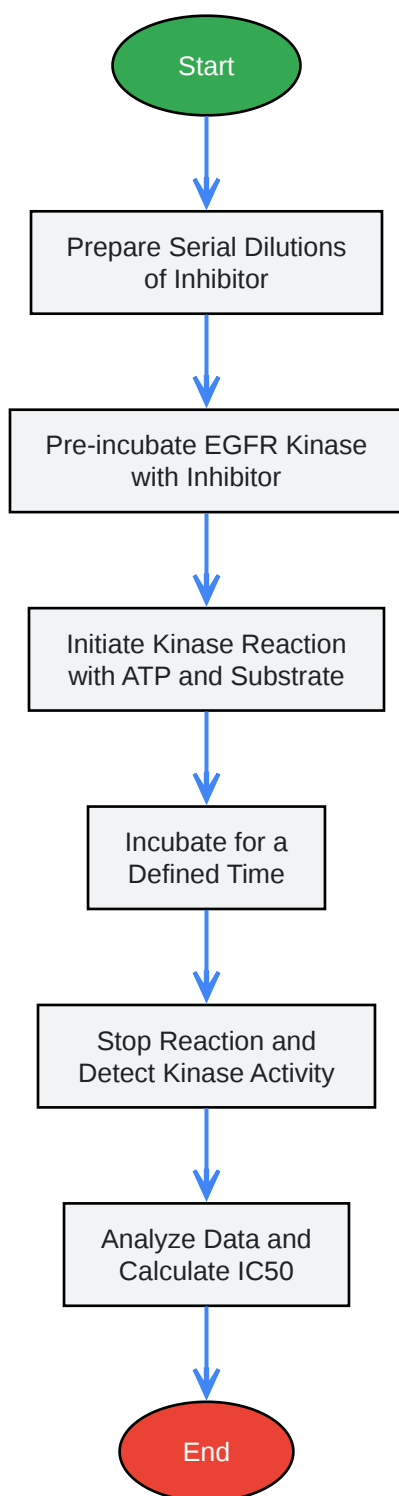 Start
Prepare Serial Dilutions
of Inhibitor
Pre-incubate EGFR Kinase
with Inhibitor
Initiate Kinase Reaction
with ATP and Substrate
Incubate for a
Defined Time
Stop Reaction and
Detect Kinase Activity
Analyze Data and
Calculate IC50
End